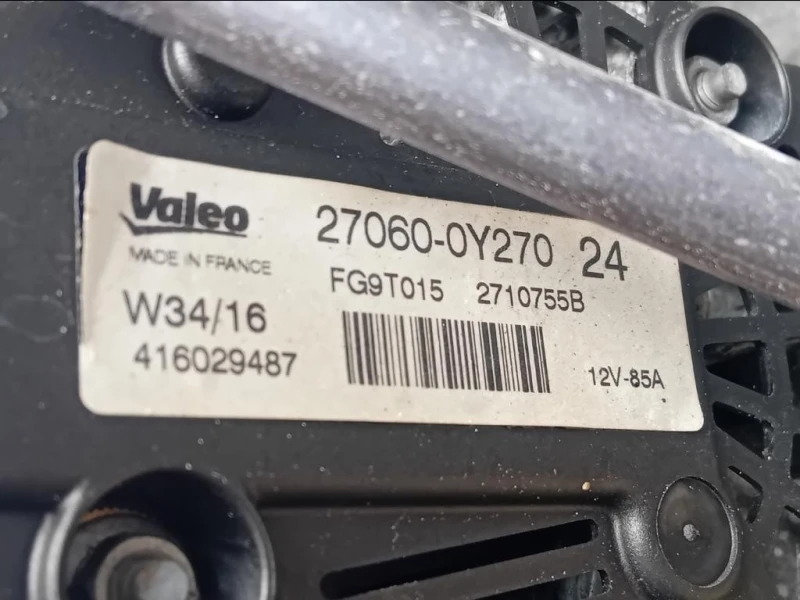 Valeo
MADE IN FRANCE
27060-0Y270 24
FG9T015 2710755B
W34/16
416029487
12V-85A